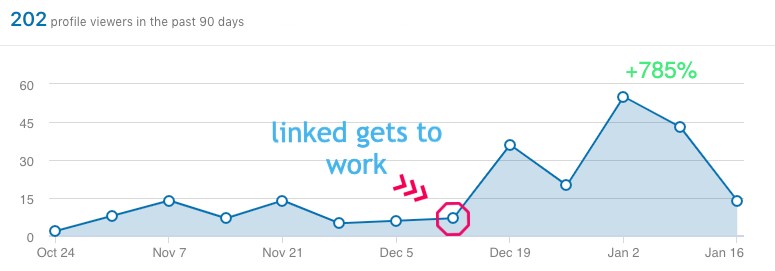 202 profile viewers in the past 90 days
+785%
60
45
30
15
0
linked gets to
work
Oct 24 Nov 7 Nov 21 Dec 5 Dec 19 Jan 2 Jan 16